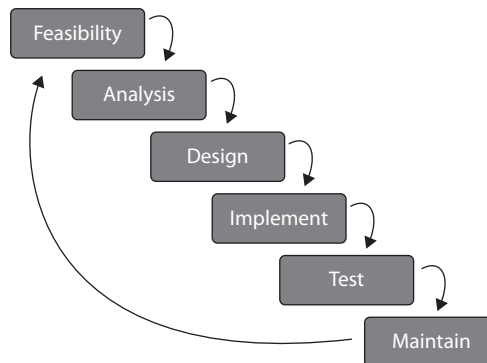 Feasibility
Analysis
Design
Implement
Test
Maintain